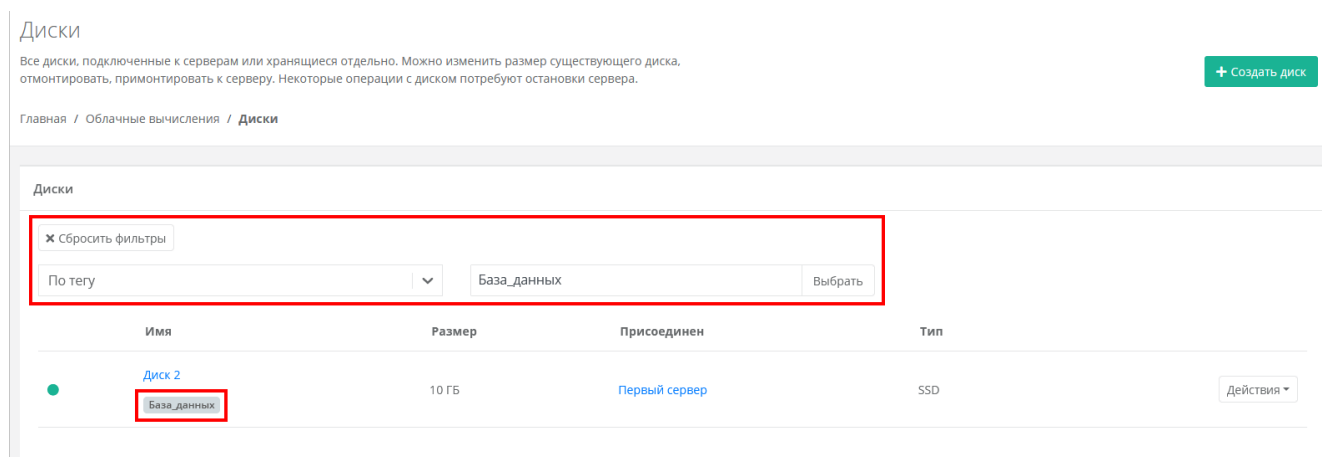 Диски
Все диски, подключенные к серверам или хранящиеся отдельно. Можно изменить размер существующего диска,
отмонтировать, примонтировать к серверу. Некоторые операции с диском потребуют остановки сервера.
+ Создать диск
Главная / Облачные вычисления / Диски
Диски
× Сбросить фильтры
По тегу База_данных Выбрать
Имя Размер Присоединен Тип
Диск 2
10 ГБ Первый сервер SSD Действия
База_данных